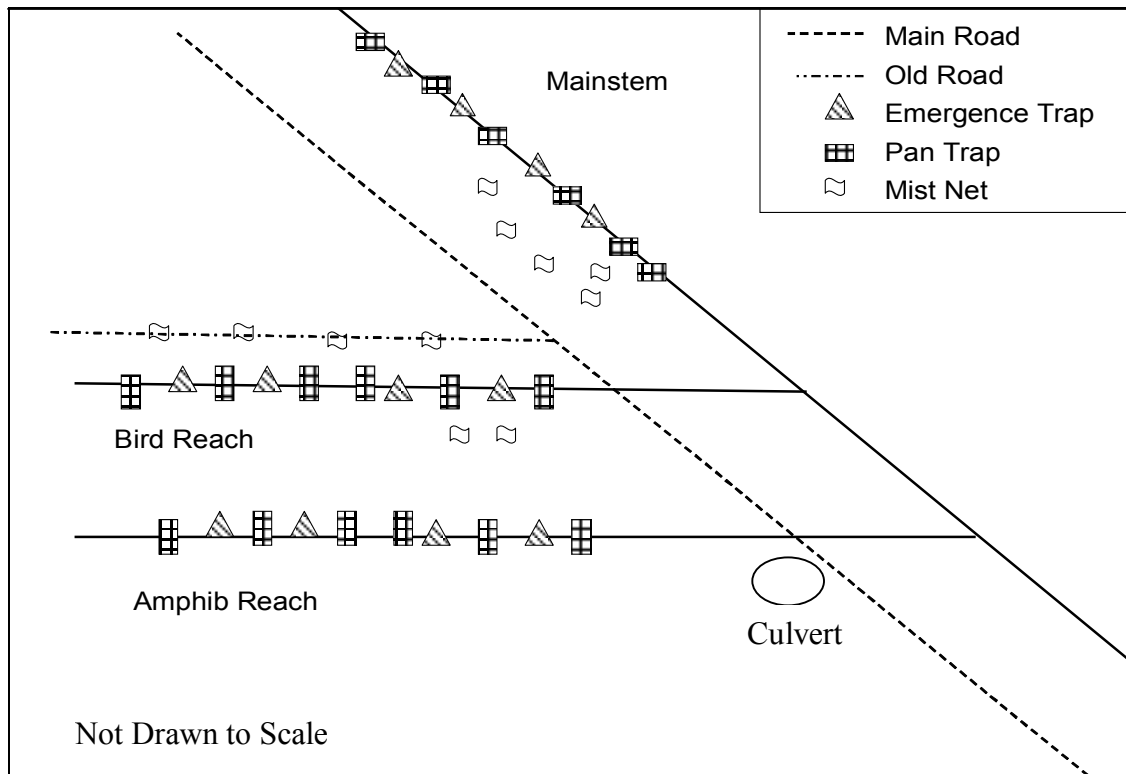 Mainstem
Main Road
Old Road
Emergence Trap
Pan Trap
Mist Net
Bird Reach
Amphib Reach
Culvert
Not Drawn to Scale